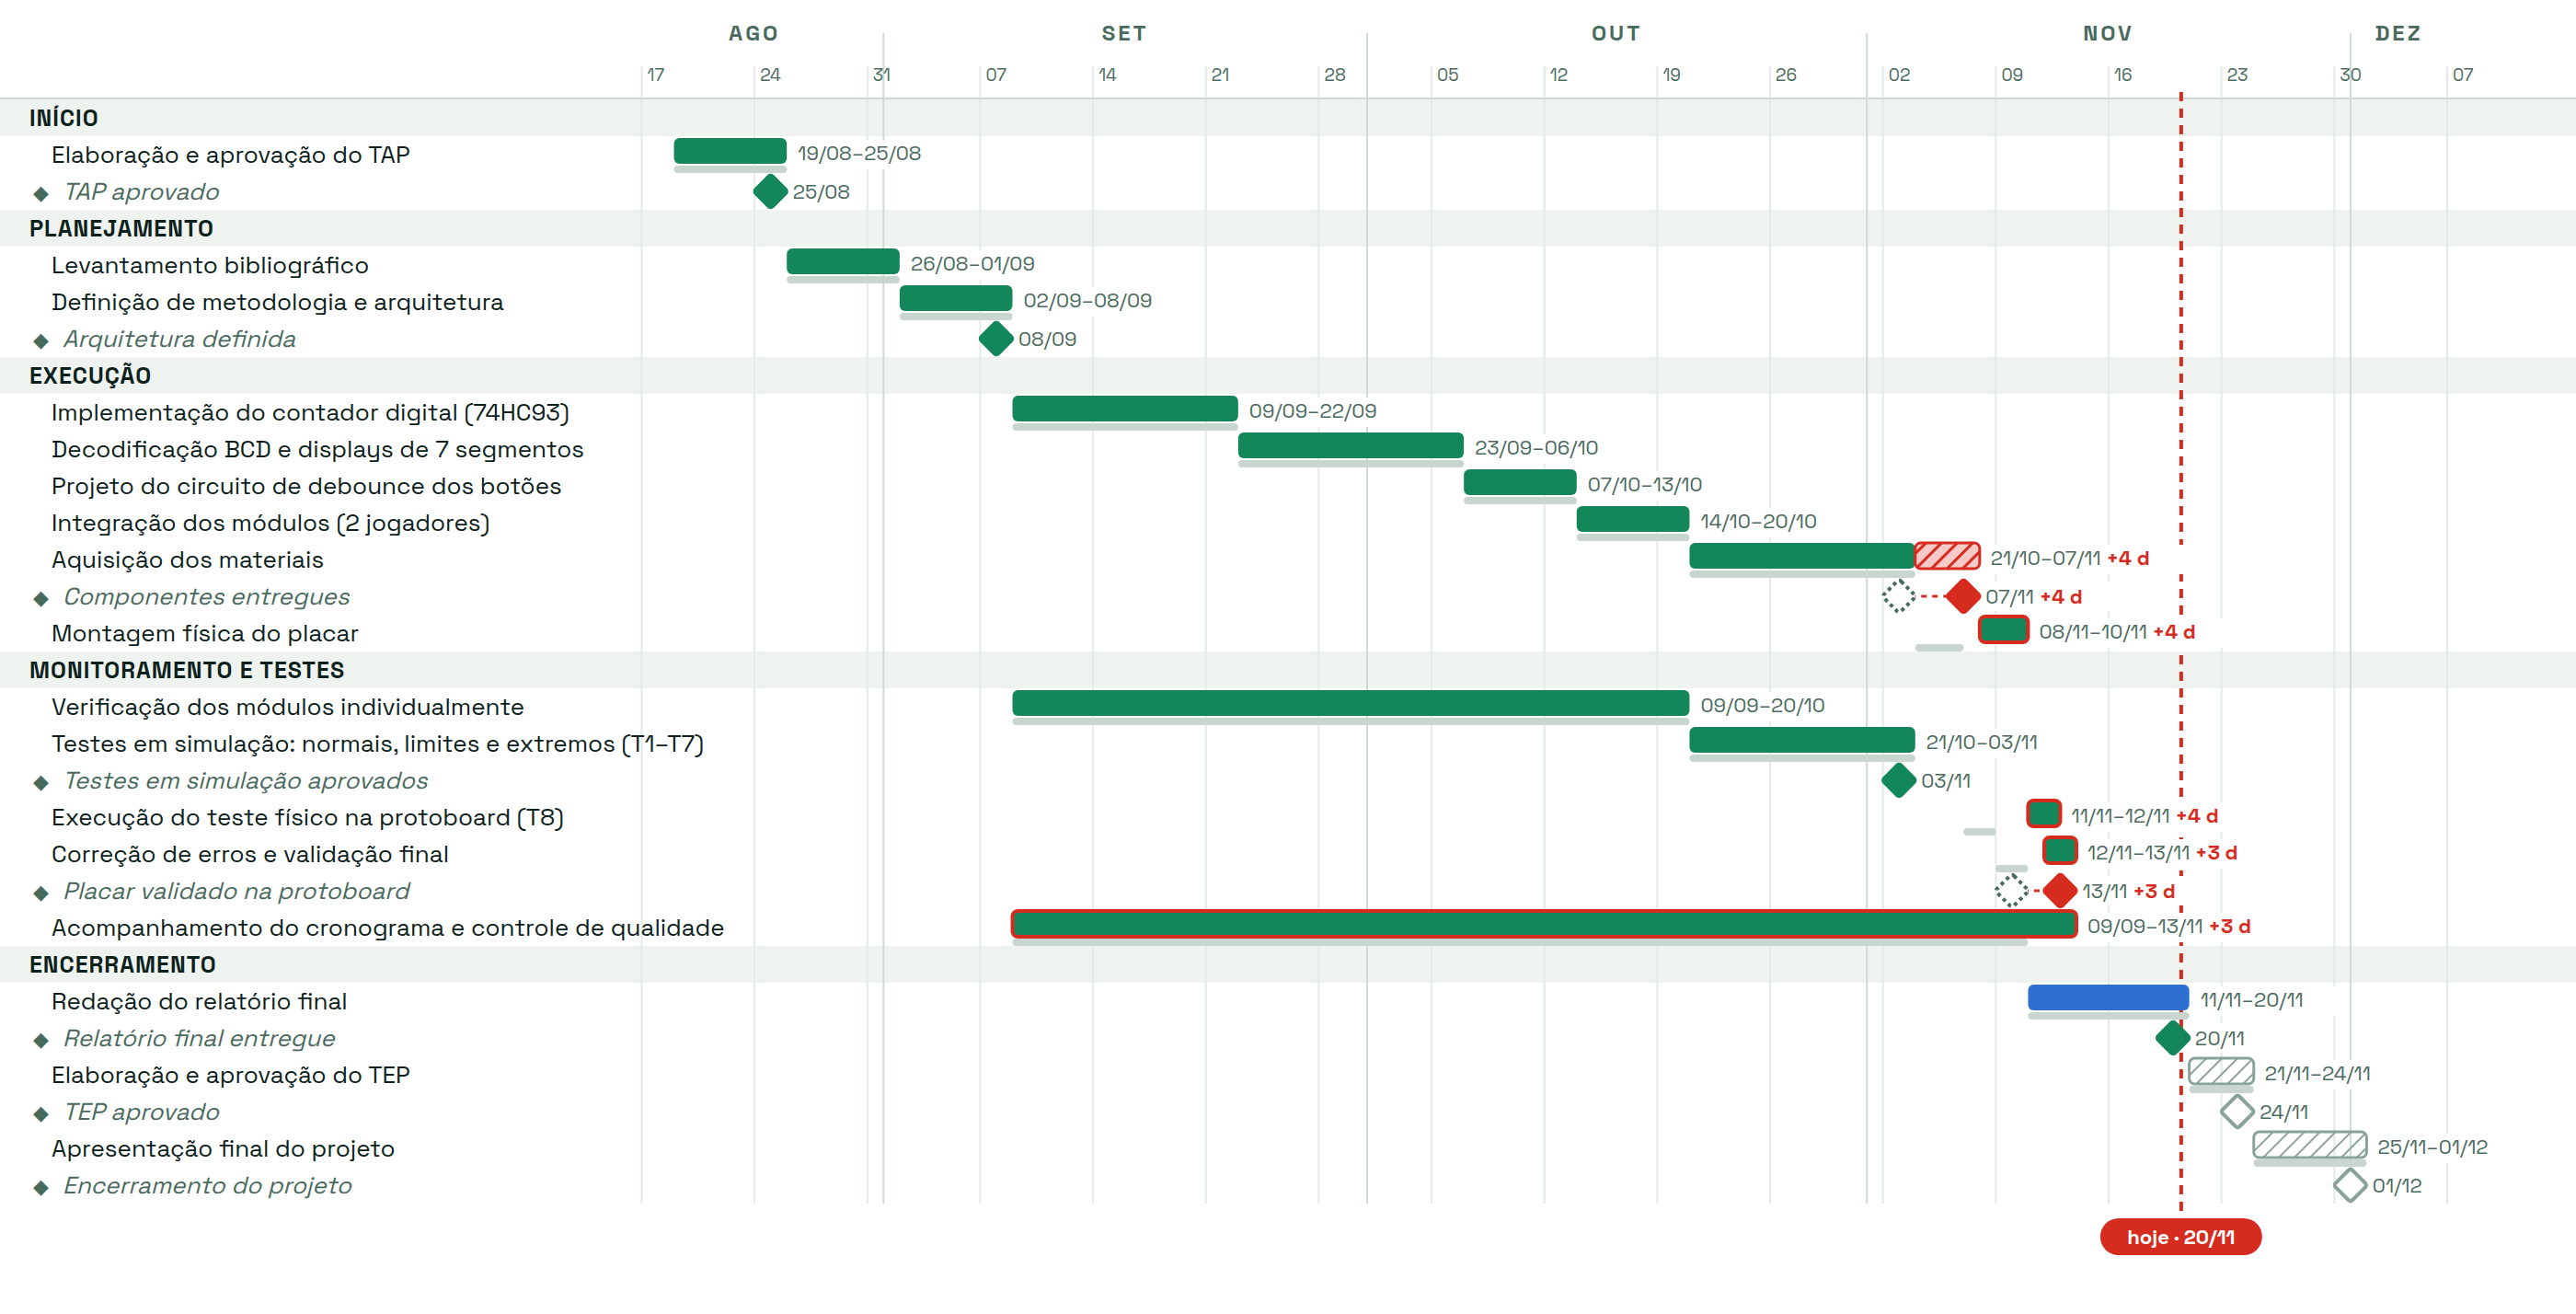 AGO SET OUT NOV DEZ
17 24 31 07 14 21 28 05 12 19 26 02 09 16 23 30 07
INÍCIO
Elaboração e aprovação do TAP 19/08–25/08
◆ TAP aprovado 25/08
PLANEJAMENTO
Levantamento bibliográfico 26/08–01/09
Definição de metodologia e arquitetura 02/09–08/09
◆ Arquitetura definida 08/09
EXECUÇÃO
Implementação do contador digital (74HC93) 09/09–22/09
Decodificação BCD e displays de 7 segmentos 23/09–06/10
Projeto do circuito de debounce dos botões 07/10–13/10
Integração dos módulos (2 jogadores) 14/10–20/10
Aquisição dos materiais 21/10–07/11 +4 d
◆ Componentes entregues 07/11 +4 d
Montagem física do placar 08/11–10/11 +4 d
MONITORAMENTO E TESTES
Verificação dos módulos individualmente 09/09–20/10
Testes em simulação: normais, limites e extremos (T1–T7) 21/10–03/11
◆ Testes em simulação aprovados 03/11
Execução do teste físico na protoboard (T8) 11/11–12/11 +4 d
Correção de erros e validação final 12/11–13/11 +3 d
◆ Placar validado na protoboard 13/11 +3 d
Acompanhamento do cronograma e controle de qualidade 09/09–13/11 +3 d
ENCERRAMENTO
Redação do relatório final 11/11–20/11
◆ Relatório final entregue 20/11
Elaboração e aprovação do TEP 21/11–24/11
◆ TEP aprovado 24/11
Apresentação final do projeto 25/11–01/12
◆ Encerramento do projeto 01/12
hoje · 20/11